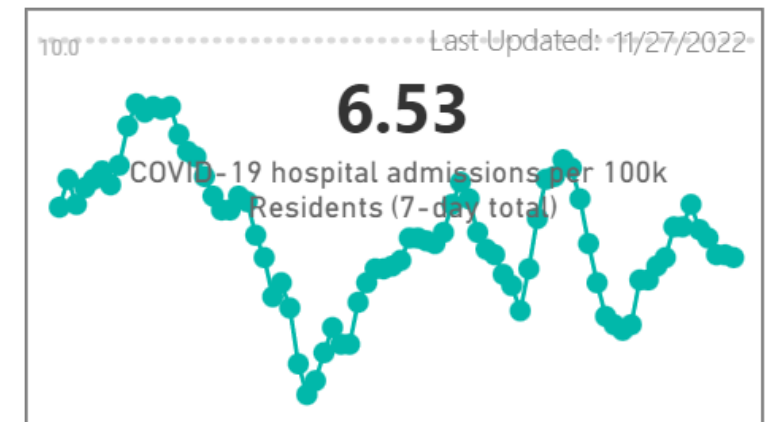 10.0
Last Updated: 11/27/2022
6.53
COVID-19 hospital admissions per 100k
Residents (7-day total)